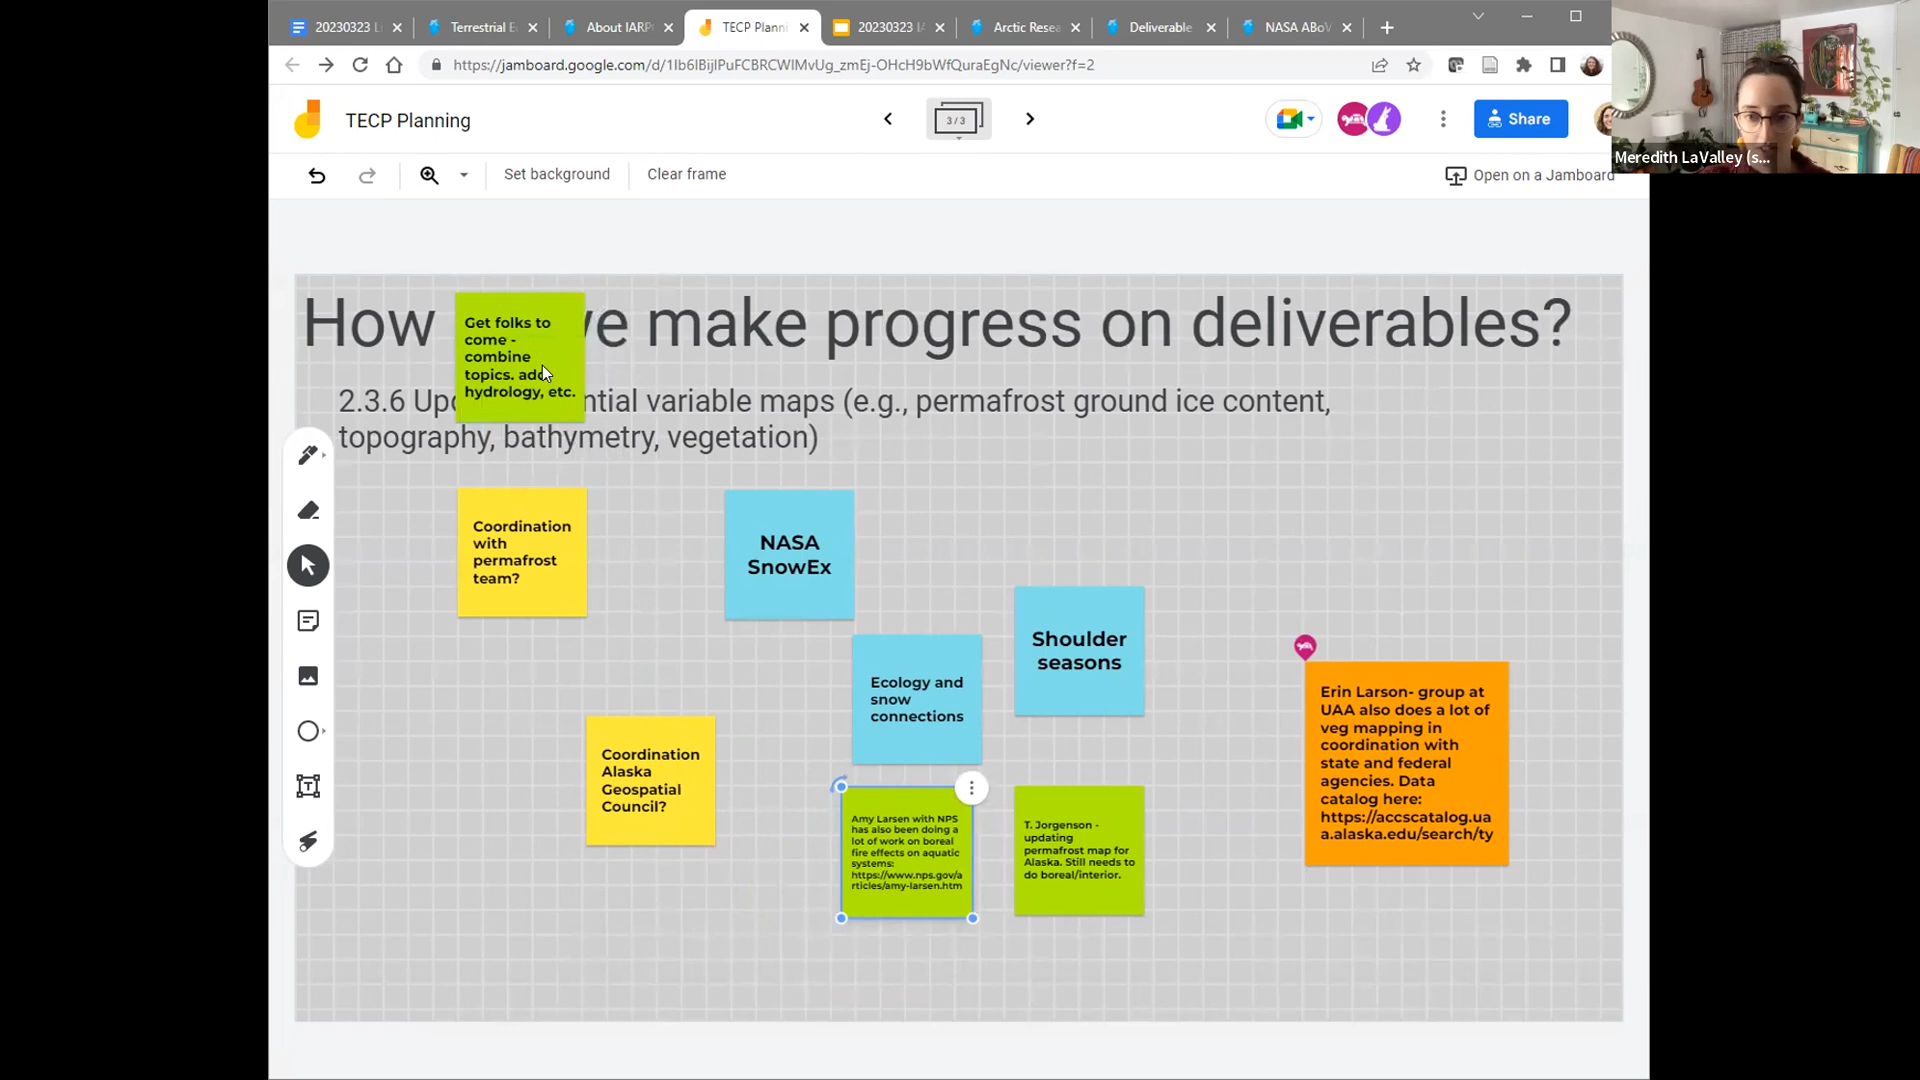 20230323 Li
Terrestrial E
About IARP
TECP Planni
20230323 IA
Arctic Resea
Deliverable
NASA ABoV
https://jamboard.google.com/d/1Ib6IBijlPuFCBRCWlMvUg_zmEj-OHcH9bWfQuraEgNc/viewer?f=2
TECP Planning
3 / 3
Share
Set background
Clear frame
Open on a Jamboard
Meredith LaValley (s...
How
we make progress on deliverables?
Get folks to
come -
combine
topics. add
hydrology, etc.
2.3.6 Up
ntial variable maps (e.g., permafrost ground ice content,
topography, bathymetry, vegetation)
Coordination
with
permafrost
team?
NASA
SnowEx
Shoulder
seasons
Ecology and
snow
connections
Erin Larson- group at
UAA also does a lot of
veg mapping in
coordination with
state and federal
agencies. Data
catalog here:
https://accscatalog.ua
a.alaska.edu/search/ty
Coordination
Alaska
Geospatial
Council?
Amy Larsen with NPS
has also been doing a
lot of work on boreal
fire effects on aquatic
systems:
https://www.nps.gov/a
rticles/amy-larsen.htm
T. Jorgenson -
updating
permafrost map for
Alaska. Still needs to
do boreal/interior.